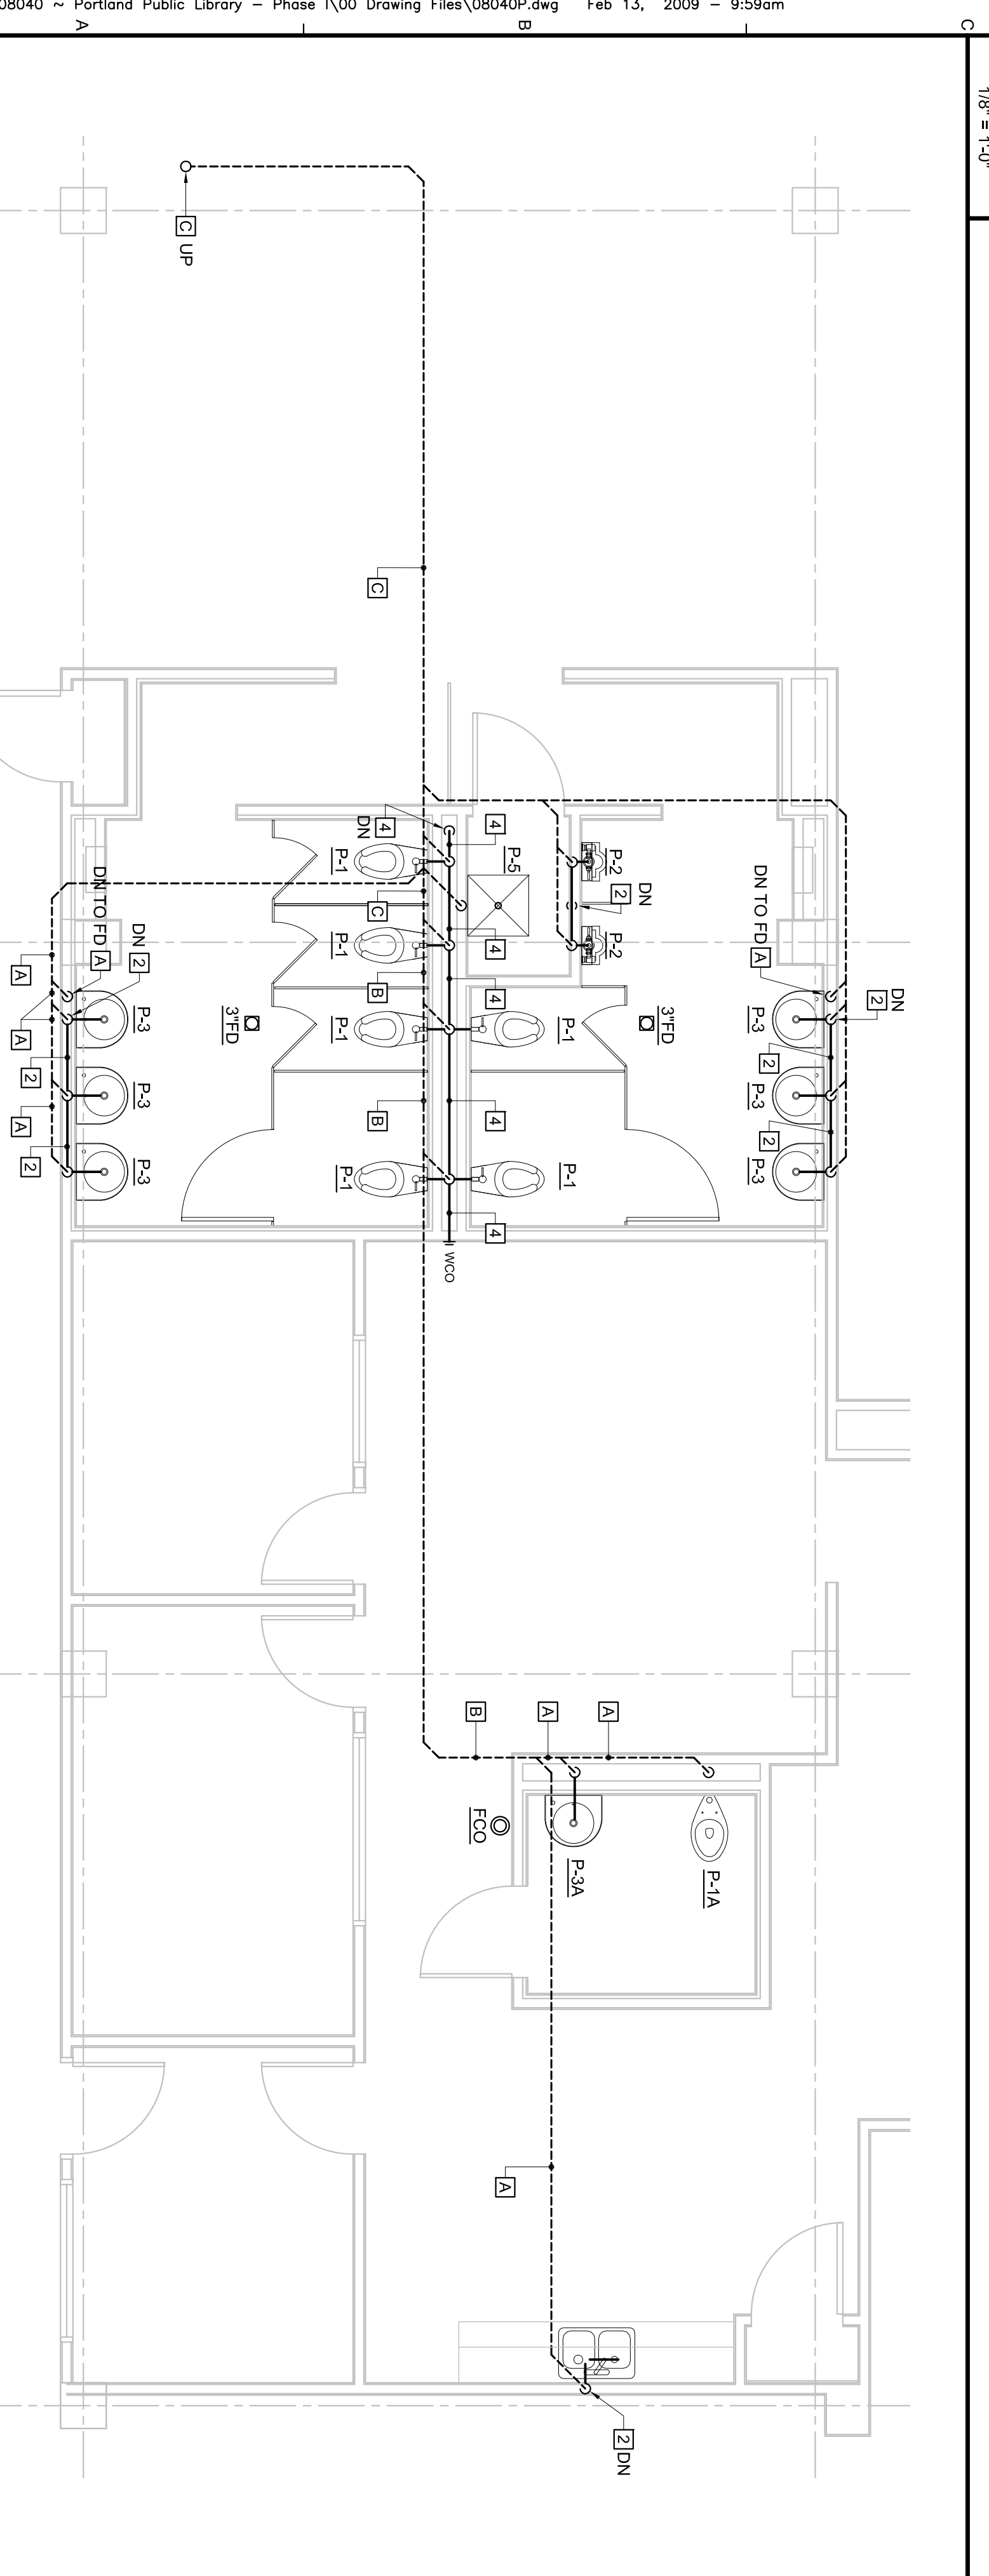 08040 ~ Portland Public Library – Phase I\00 Drawing Files\08040P.dwg    Feb 13, 2009 – 9:59am
A
B
C
1/8" = 1'-0"
C UP
C
4
DN
4
P-1
P-5
P-2
2
DN
DN TO FD
A
DN
2
C
4
P-2
P-1
DN TO FD
A
DN
2
A
A
B
4
P-1
P-1
3"FD
3"FD
P-3
P-3
2
2
P-3
P-3
2
A
B
4
2
P-3
P-3
P-1
P-1
4
WCO
B
A
A
FCO
P-3A
P-1A
A
2 DN